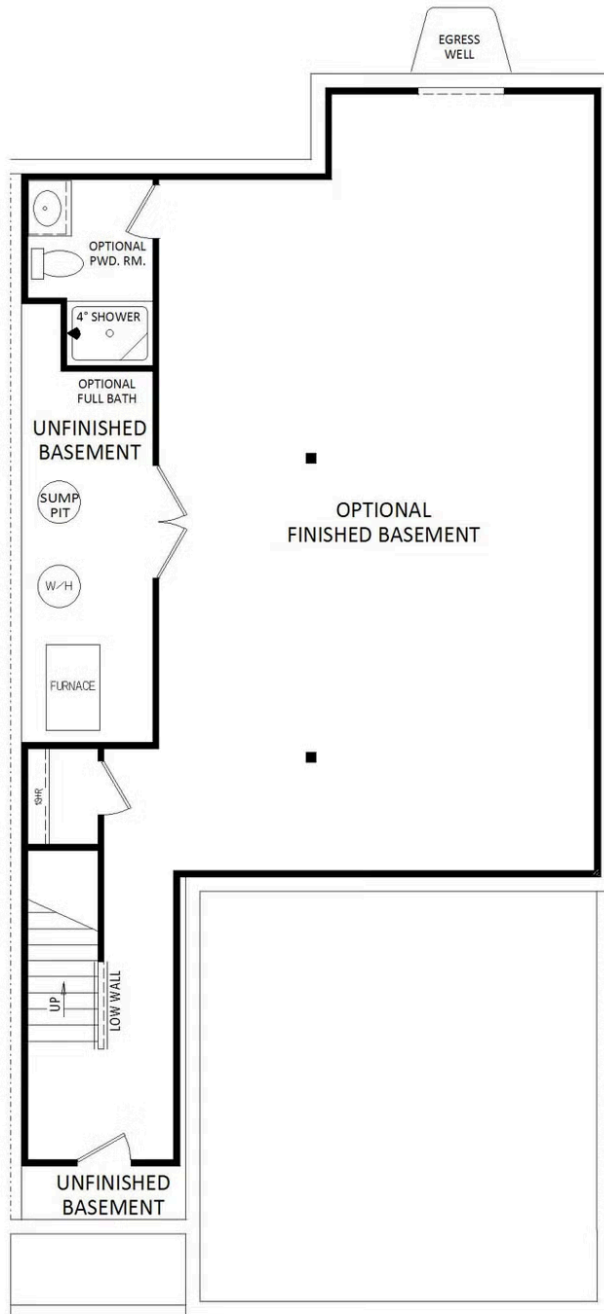 EGRESS
WELL
OPTIONAL
PWD. RM.
4° SHOWER
OPTIONAL
FULL BATH
UNFINISHED
BASEMENT
SUMP
PIT
OPTIONAL
FINISHED BASEMENT
W/H
FURNACE
1S+R
UP
LOW WALL
UNFINISHED
BASEMENT